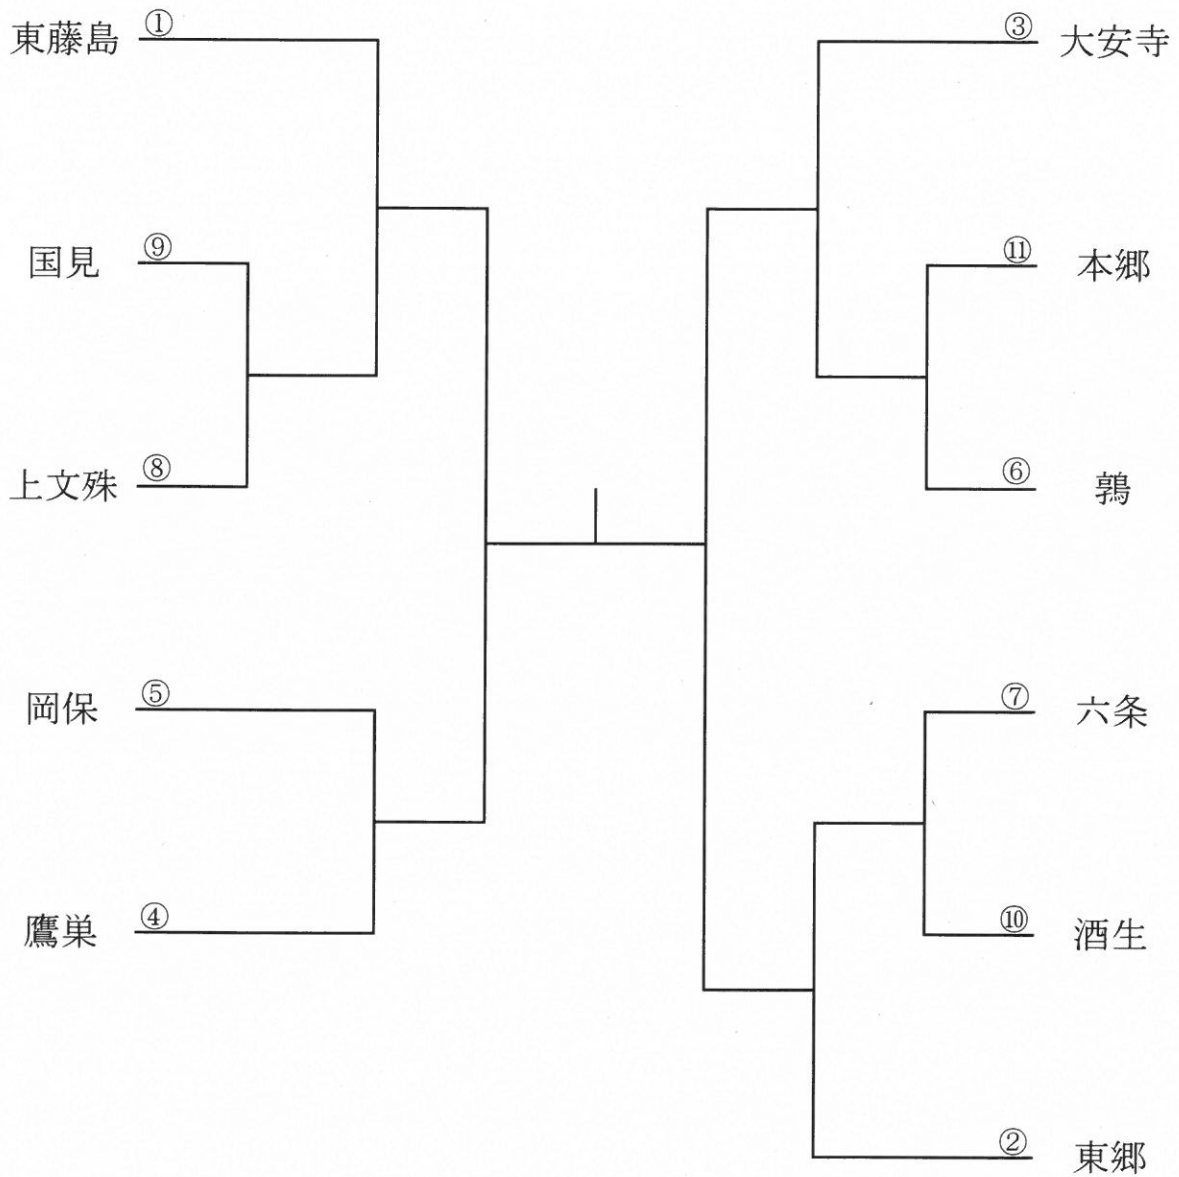 東藤島 ①
国見 ⑨
上文殊 ⑧
岡保 ⑤
鷹巣 ④
③ 大安寺
⑪ 本郷
⑥ 鶉
⑦ 六条
⑩ 酒生
② 東郷